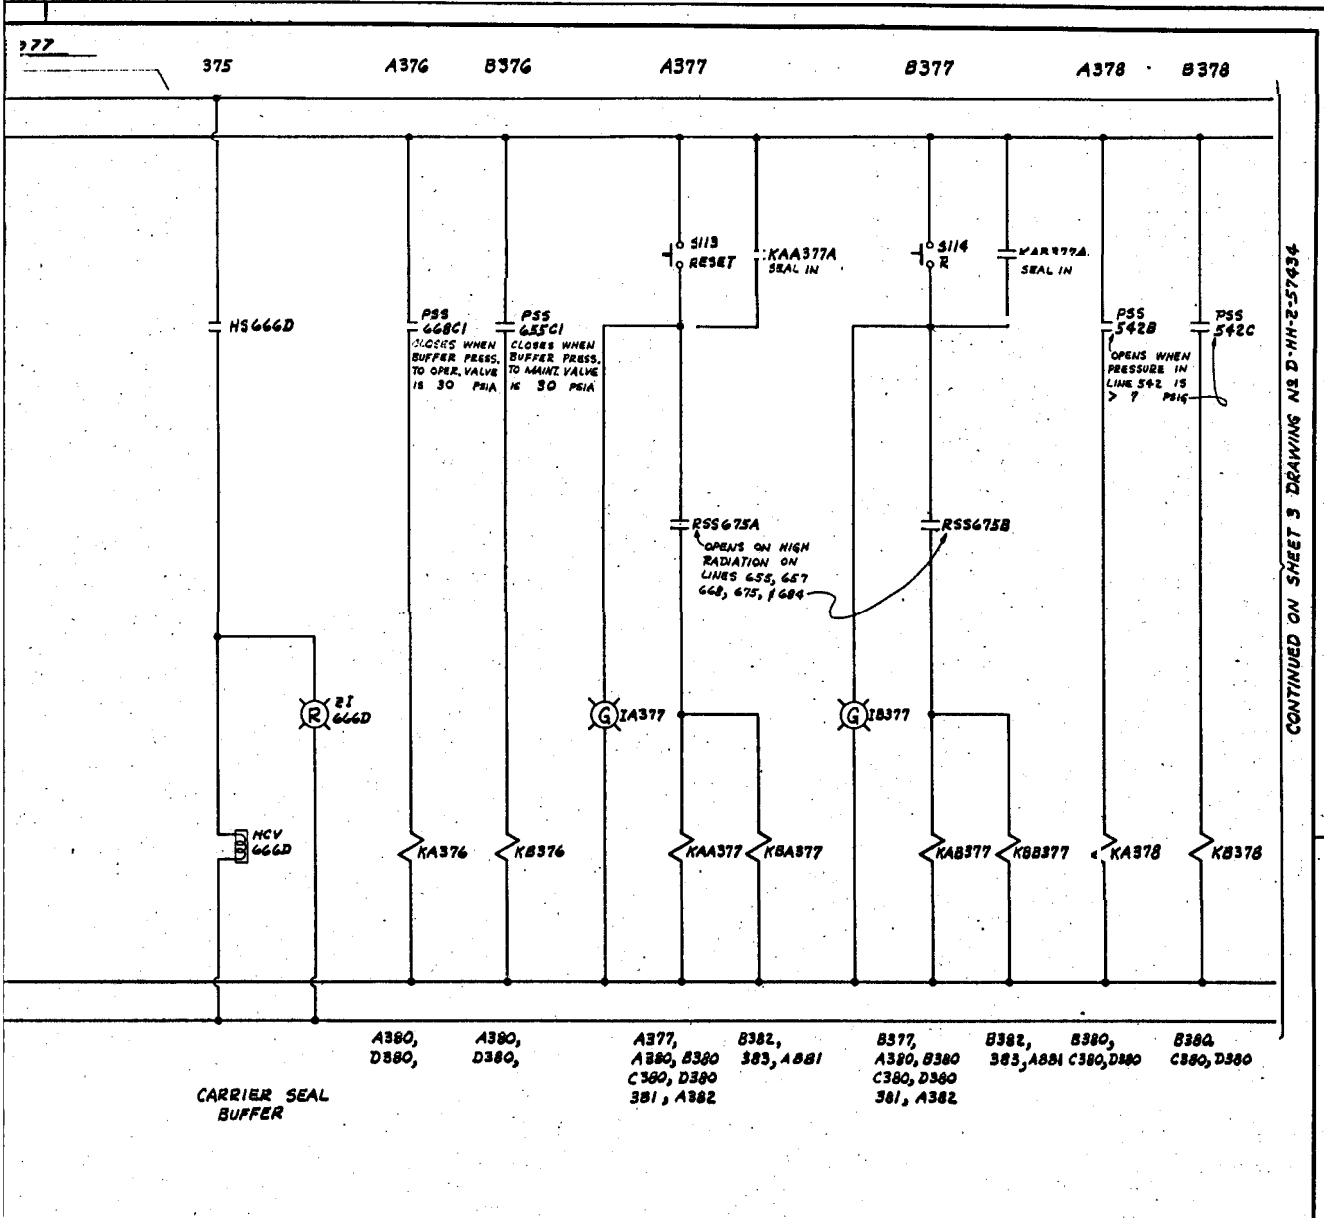 375 A376 B376 A377 B377 A378 B378
S113
RESET
KAA377A
SEAL IN
S114
R
SEAL IN
HS666D
PSS
668C1
CLOSES WHEN
BUFFER PRESS.
TO OPER. VALVE
IS 30 PSIA
PSS
655C1
CLOSES WHEN
BUFFER PRESS.
TO MAINT. VALVE
IS 30 PSIA
PSS
542B
OPENS WHEN
PRESSURE IN
LINE 542 IS
> 7 PSIG
PSS
542C
RSS675A
OPENS ON HIGH
RADIATION ON
LINES 655, 657
668, 675, & 684
RSS675B
R
ZI
666D
G IA377
G IB377
HCV
666D
KA376
KB376
KAA377
KBA377
KAB377
KBB377
KA378
KB378
A380,
D380,
A380,
D380,
A377,
A380, B380
C380, D380
381, A382
B382,
383, A881
B377,
A380, B380
C380, D380
381, A382
B382,
383, A881
B380,
C380, D380
B380,
C380, D380
CARRIER SEAL
BUFFER
CONTINUED ON SHEET 3 DRAWING No D-HH-Z-57434